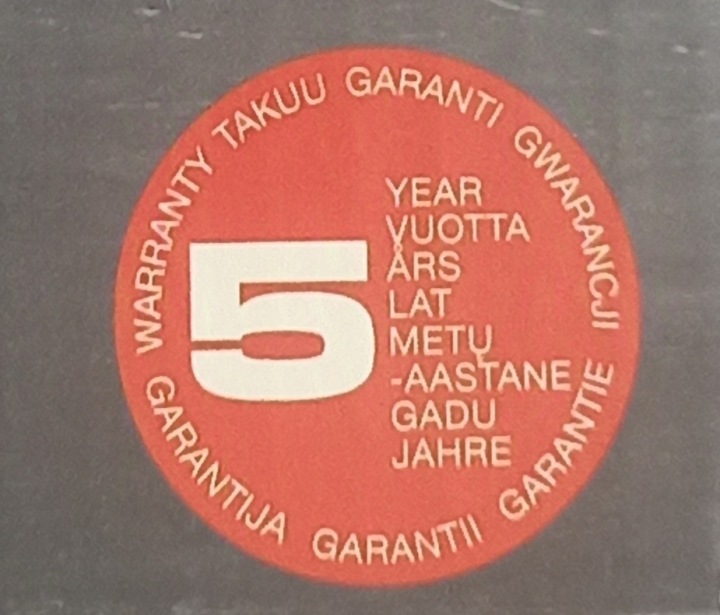 WARRANTY TAKUU GARANTI GWARANCJI GARANTIE GARANTII GARANTIJA
5
YEAR
VUOTTA
ÅRS
LAT
METŲ
-AASTANE
GADU
JAHRE